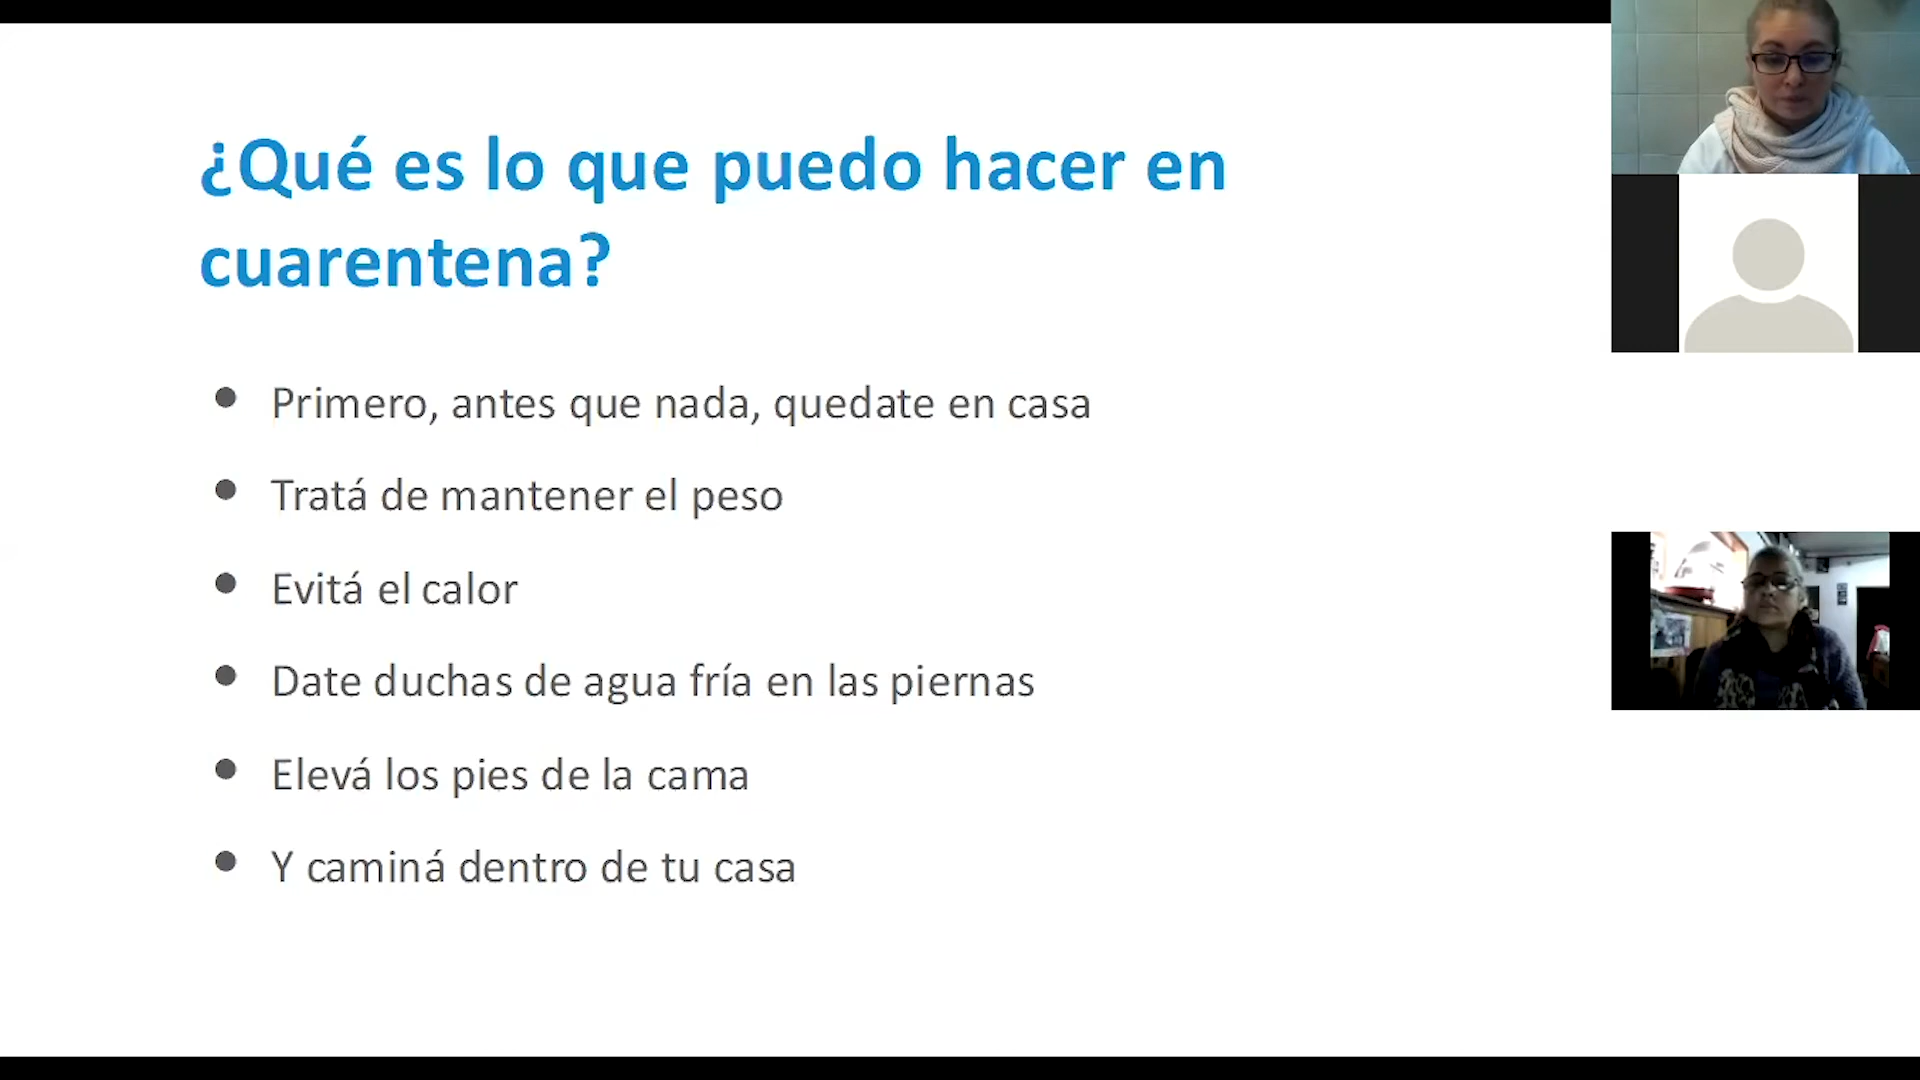 ¿Qué es lo que puedo hacer en
cuarentena?
• Primero, antes que nada, quedate en casa
• Tratá de mantener el peso
• Evitá el calor
• Date duchas de agua fría en las piernas
• Elevá los pies de la cama
• Y caminá dentro de tu casa